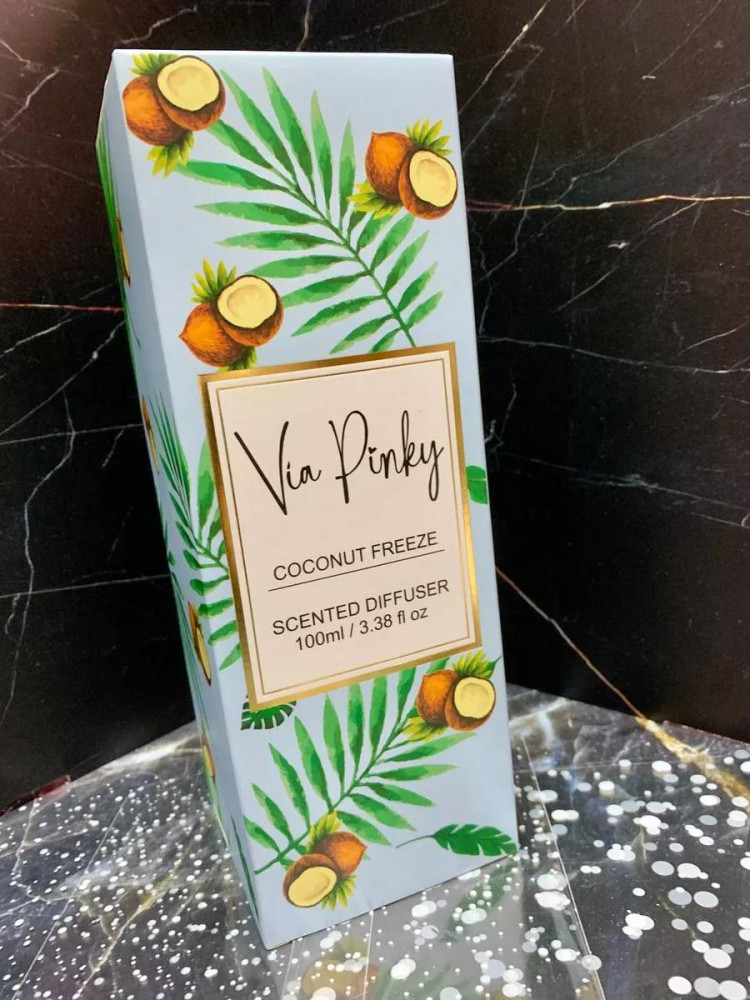 Via Pinky
COCONUT FREEZE
SCENTED DIFFUSER
100ml / 3.38 fl oz